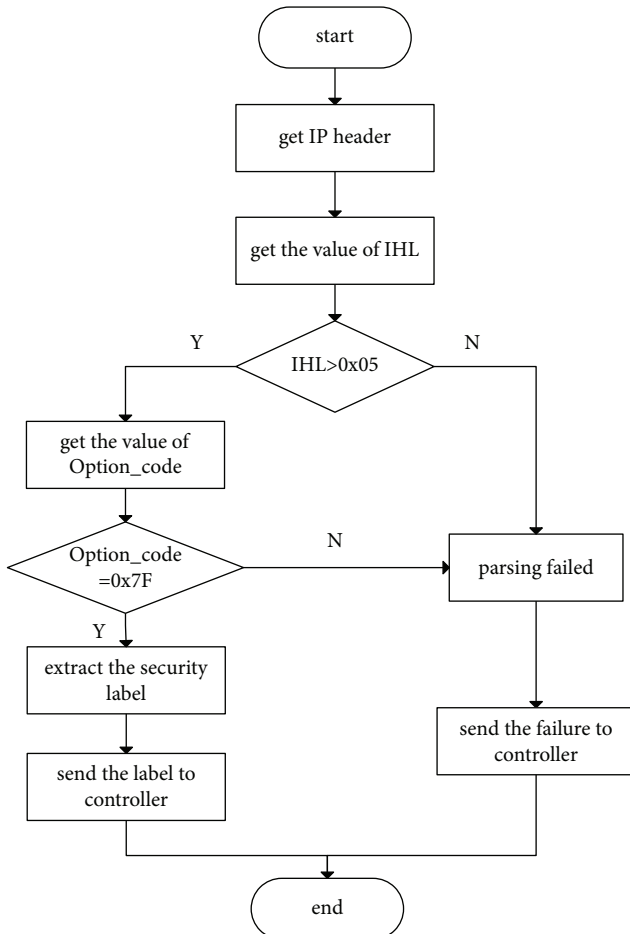 start
get IP header
get the value of IHL
Y
IHL>0x05
N
get the value of
Option_code
Option_code
=0x7F
N
parsing failed
Y
extract the security
label
send the failure to
controller
send the label to
controller
end